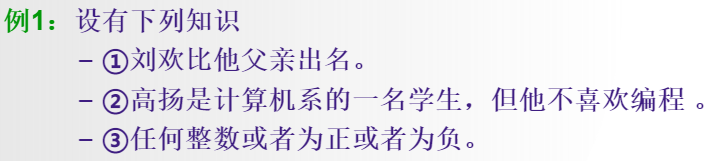 例1：设有下列知识
– ①刘欢比他父亲出名。
– ②高扬是计算机系的一名学生，但他不喜欢编程 。
– ③任何整数或者为正或者为负。